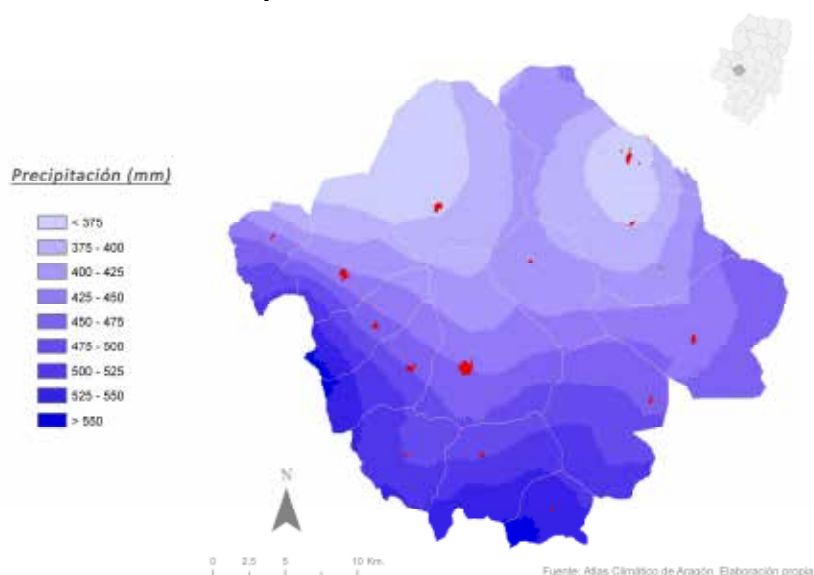 Precipitación (mm)
< 375
375 - 400
400 - 425
425 - 450
450 - 475
475 - 500
500 - 525
525 - 550
> 550
N
0 2,5 5 10 Km.
Fuente: Atlas Climático de Aragón. Elaboración propia